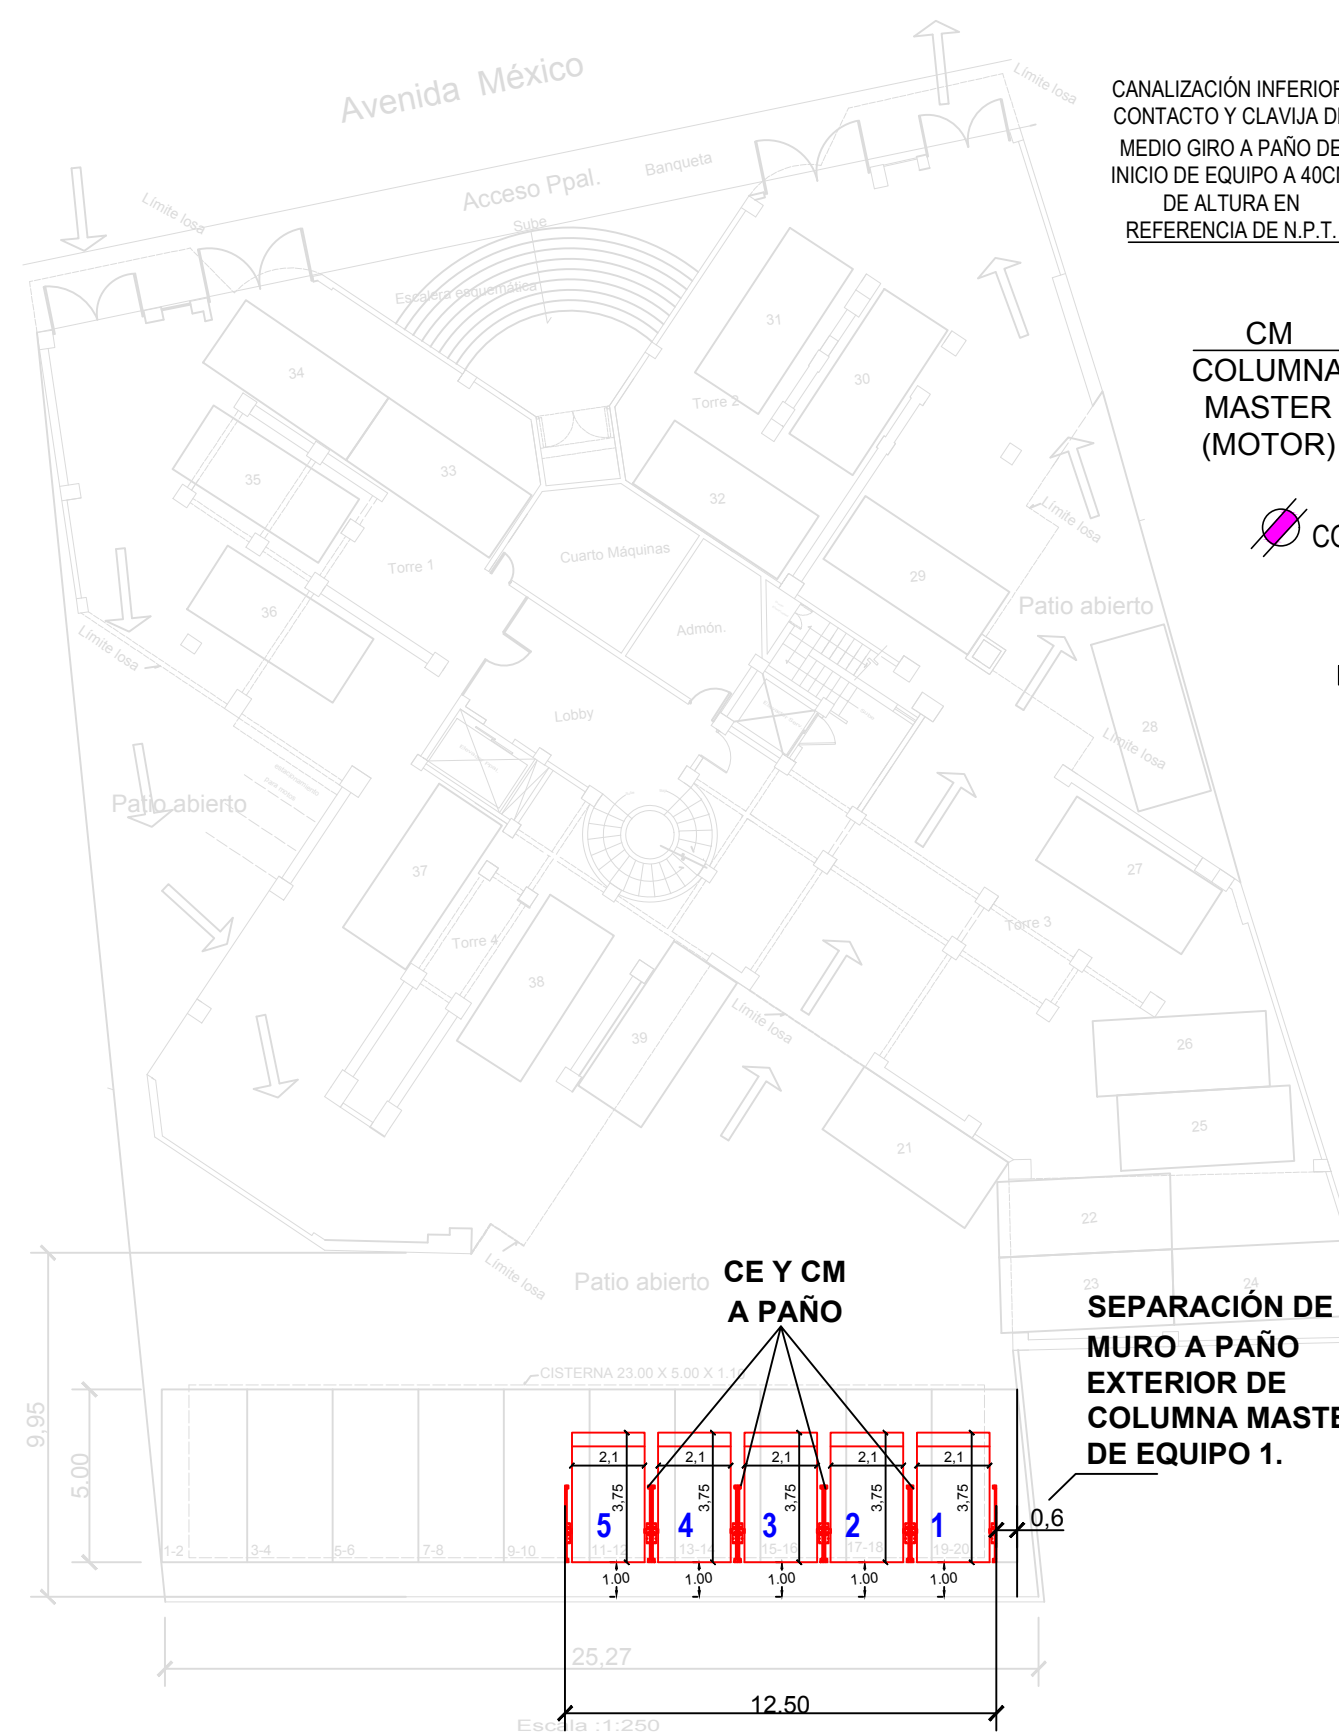 Avenida México
Límite losa
CANALIZACIÓN INFERIOR
CONTACTO Y CLAVIJA DE
MEDIO GIRO A PAÑO DE
INICIO DE EQUIPO A 40CM
DE ALTURA EN
REFERENCIA DE N.P.T.
Banqueta
Acceso Ppal.
Límite losa
Sube
Escalera esquemática
31
30
34
33
35
Torre 2
32
CM
COLUMNA
MASTER
(MOTOR)
Límite losa
CO
Cuarto Máquinas
Torre 1
29
36
Admón.
Patio abierto
Límite losa
Lobby
28
Límite losa
Patio abierto
37
27
Torre 4
Torre 3
38
39
Límite losa
26
25
21
22
23
24
Límite losa
Patio abierto
CE Y CM
A PAÑO
SEPARACIÓN DE
MURO A PAÑO
EXTERIOR DE
COLUMNA MASTE
DE EQUIPO 1.
CISTERNA 23.00 X 5.00 X 1.10
9,95
5.00
2,1
2,1
2,1
2,1
2,1
3,75
3,75
3,75
3,75
3,75
5
4
3
2
1
0,6
1-2
3-4
5-6
7-8
9-10
11-12
13-14
15-16
17-18
19-20
1.00
1.00
1.00
1.00
1.00
25,27
12.50
Escala :1:250